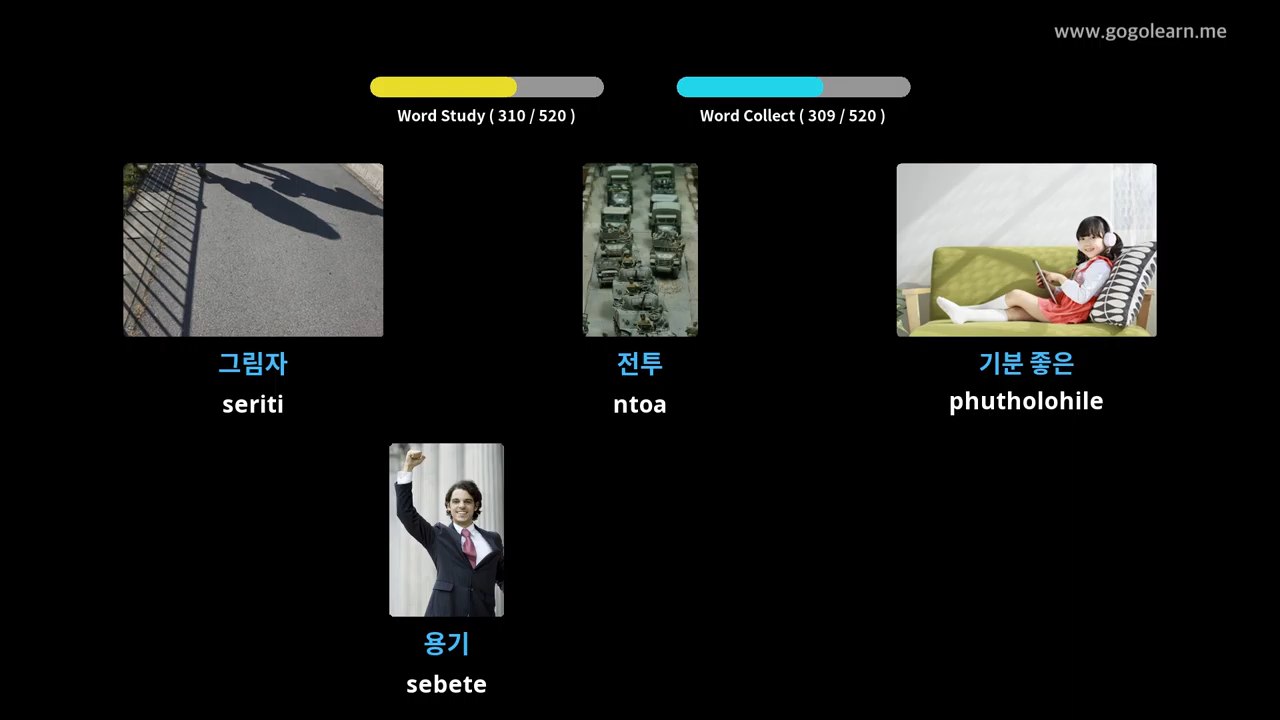 www.gogolearn.me
Word Study ( 310 / 520 )
Word Collect ( 309 / 520 )
그림자
seriti
전투
ntoa
기분 좋은
phutholohile
용기
sebete